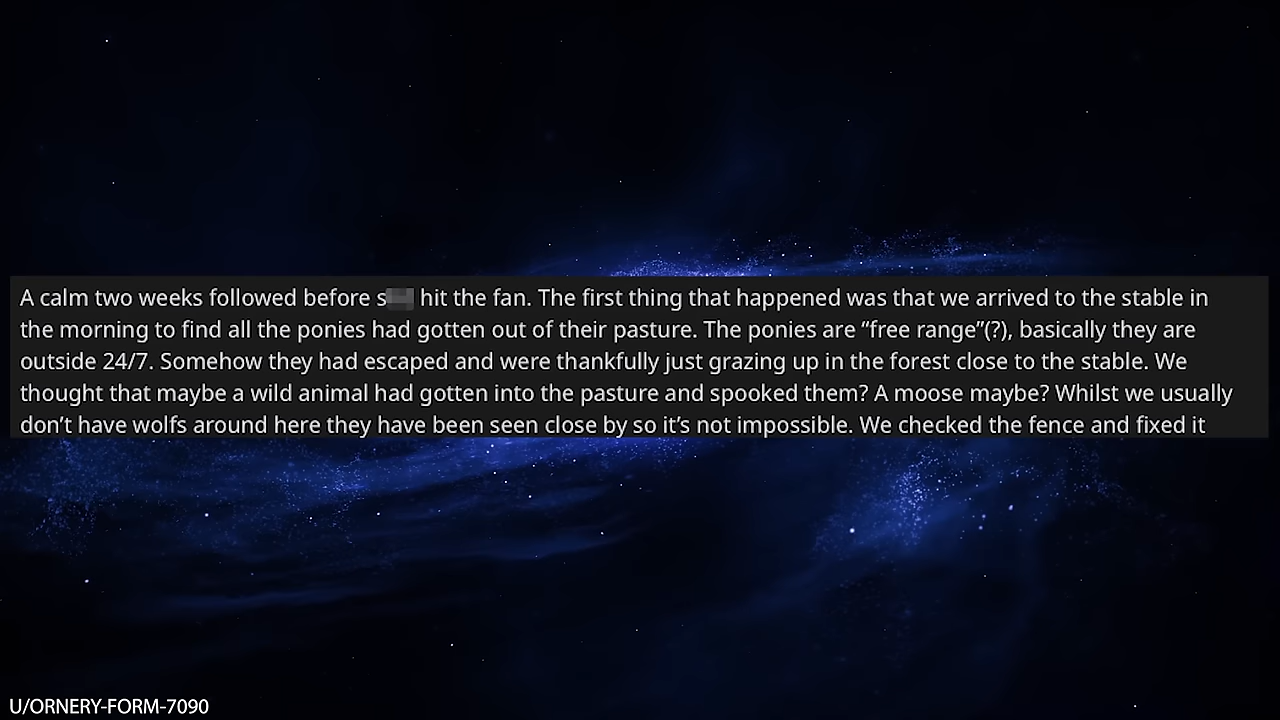 A calm two weeks followed before s hit the fan. The first thing that happened was that we arrived to the stable in
the morning to find all the ponies had gotten out of their pasture. The ponies are “free range”(?), basically they are
outside 24/7. Somehow they had escaped and were thankfully just grazing up in the forest close to the stable. We
thought that maybe a wild animal had gotten into the pasture and spooked them? A moose maybe? Whilst we usually
don’t have wolfs around here they have been seen close by so it’s not impossible. We checked the fence and fixed it
U/ORNERY-FORM-7090